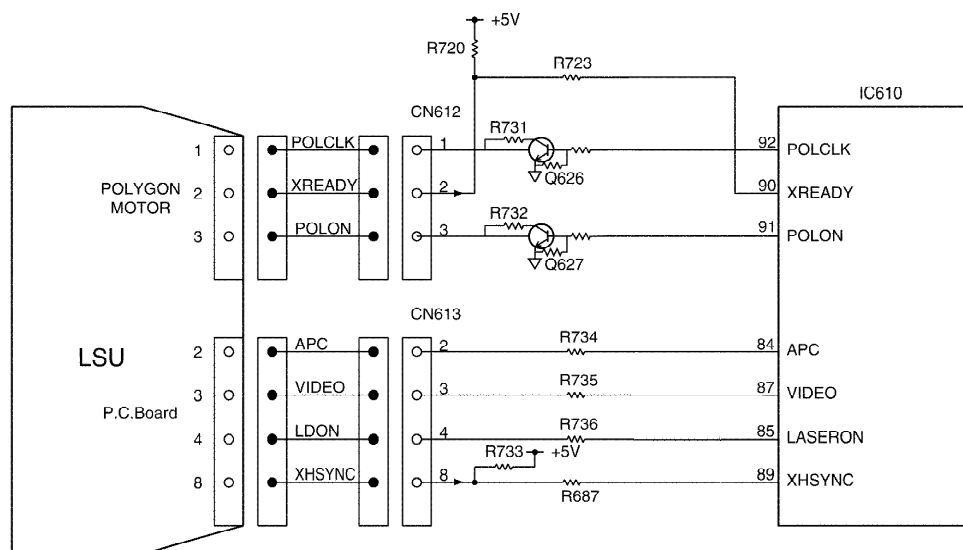 +5V
R720
R723
CN612
IC610
R731
1 POLCLK 1 92 POLCLK
Q626
POLYGON
MOTOR
2 XREADY 2 90 XREADY
R732
3 POLON 3 91 POLON
Q627
CN613
LSU
P.C.Board
2 APC 2 R734 84 APC
3 VIDEO 3 R735 87 VIDEO
4 LDON 4 R736 85 LASERON
R733 +5V
8 XHSYNC 8 R687 89 XHSYNC